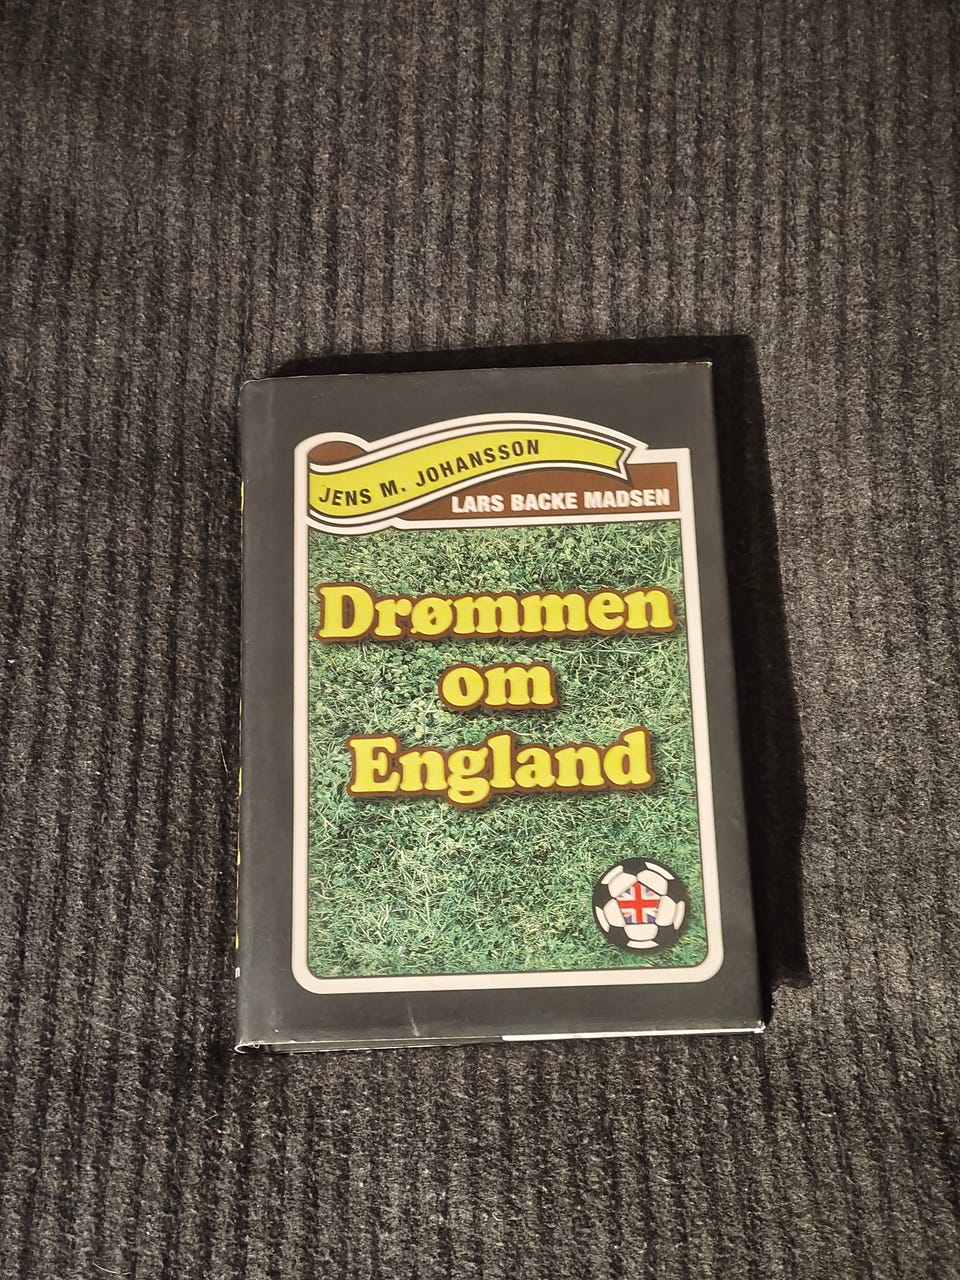 JENS M. JOHANSSON
LARS BACKE MADSEN
Drømmen
om
England